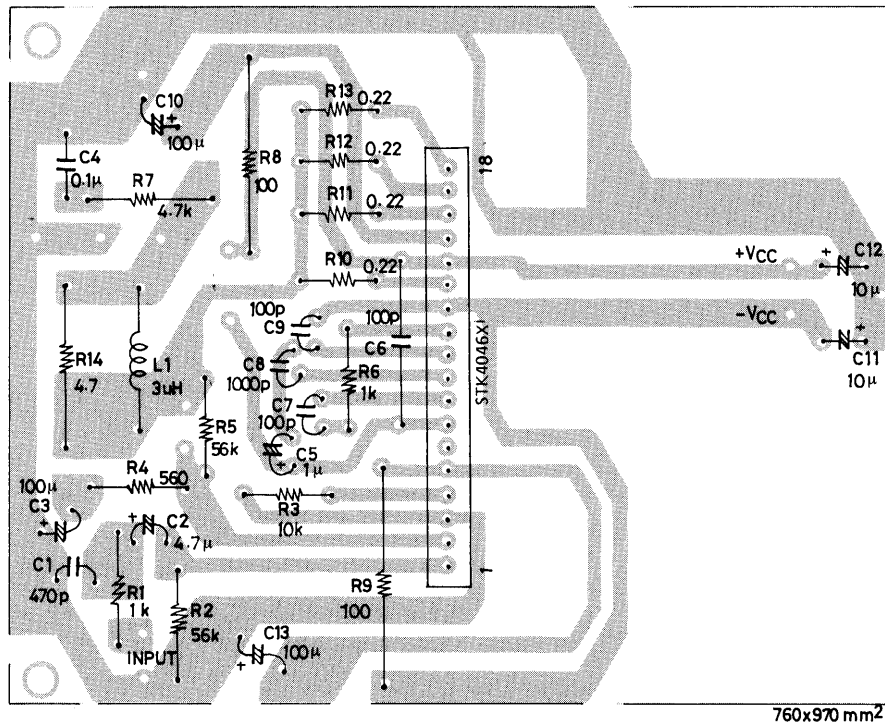 R13
0.22
C10
+
100μ
R12
0.22
R8
100
C4
0.1μ
R11
0.22
R7
4.7k
18
R10
0.22
+VCC
+
C12
10μ
100p
C9
100p
C6
-VCC
+
C11
10μ
R14
4.7
L1
3uH
C8
1000p
R6
1k
STK4046XI
C7
100p
R5
56k
+
C5
1μ
R4
560
100μ
C3
+
R3
10k
+
C2
4.7μ
C1
470p
R1
1k
R2
56k
R9
100
1
INPUT
C13
+
100μ
760x970 mm2